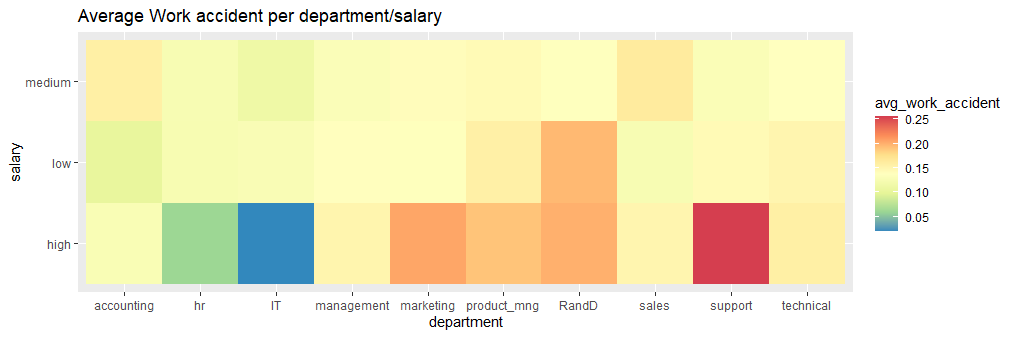 Average Work accident per department/salary
medium
low
high
salary
accounting hr IT management marketing product_mng RandD sales support technical
department
avg_work_accident
0.25
0.20
0.15
0.10
0.05